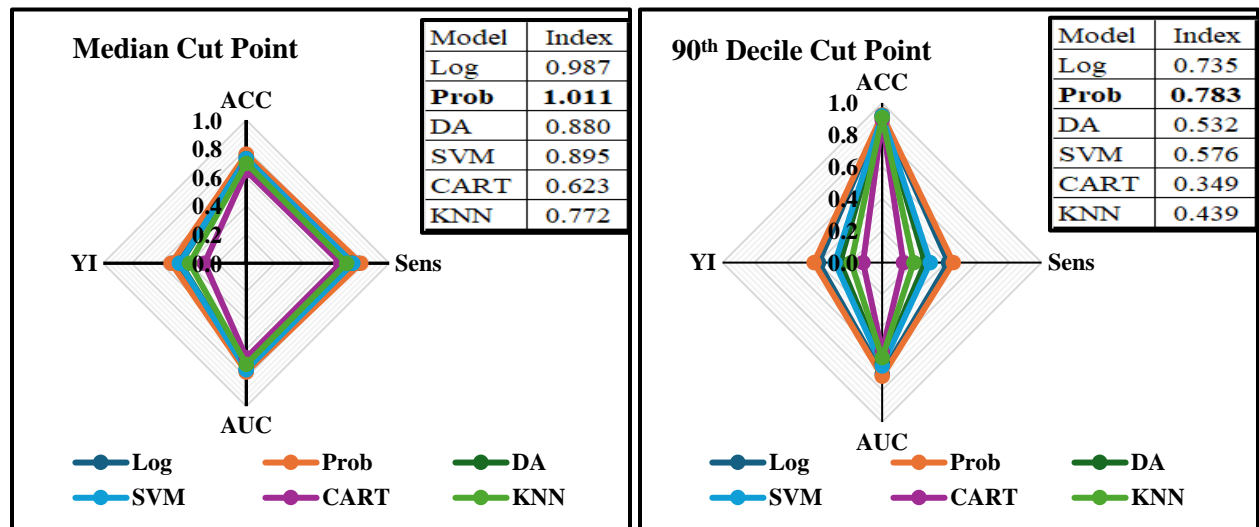 Median Cut Point
Model Index
Log 0.987
Prob 1.011
DA 0.880
SVM 0.895
CART 0.623
KNN 0.772
ACC
1.0
0.8
0.6
0.4
0.2
0.0
YI
Sens
AUC
Log Prob DA
SVM CART KNN
90th Decile Cut Point
Model Index
Log 0.735
Prob 0.783
DA 0.532
SVM 0.576
CART 0.349
KNN 0.439
ACC
1.0
0.8
0.6
0.4
0.2
0.0
YI
Sens
AUC
Log Prob DA
SVM CART KNN